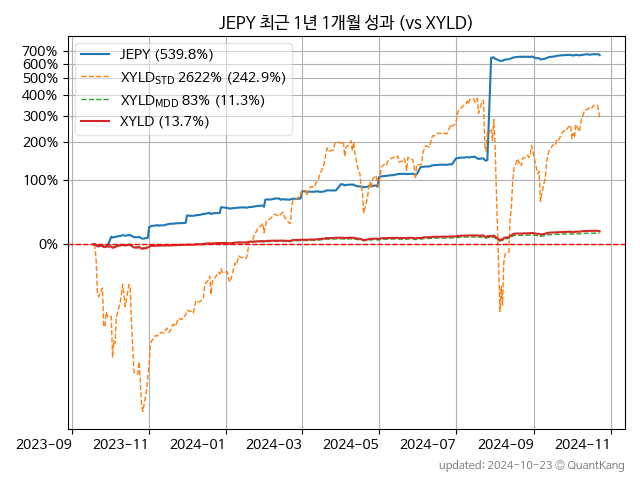 JEPY 최근 1년 1개월 성과 (vs XYLD)
JEPY (539.8%)
XYLD_STD 2622% (242.9%)
XYLD_MDD 83% (11.3%)
XYLD (13.7%)
700%
600%
500%
400%
300%
200%
100%
0%
2023-09 2023-11 2024-01 2024-03 2024-05 2024-07 2024-09 2024-11
updated: 2024-10-23 © QuantKang